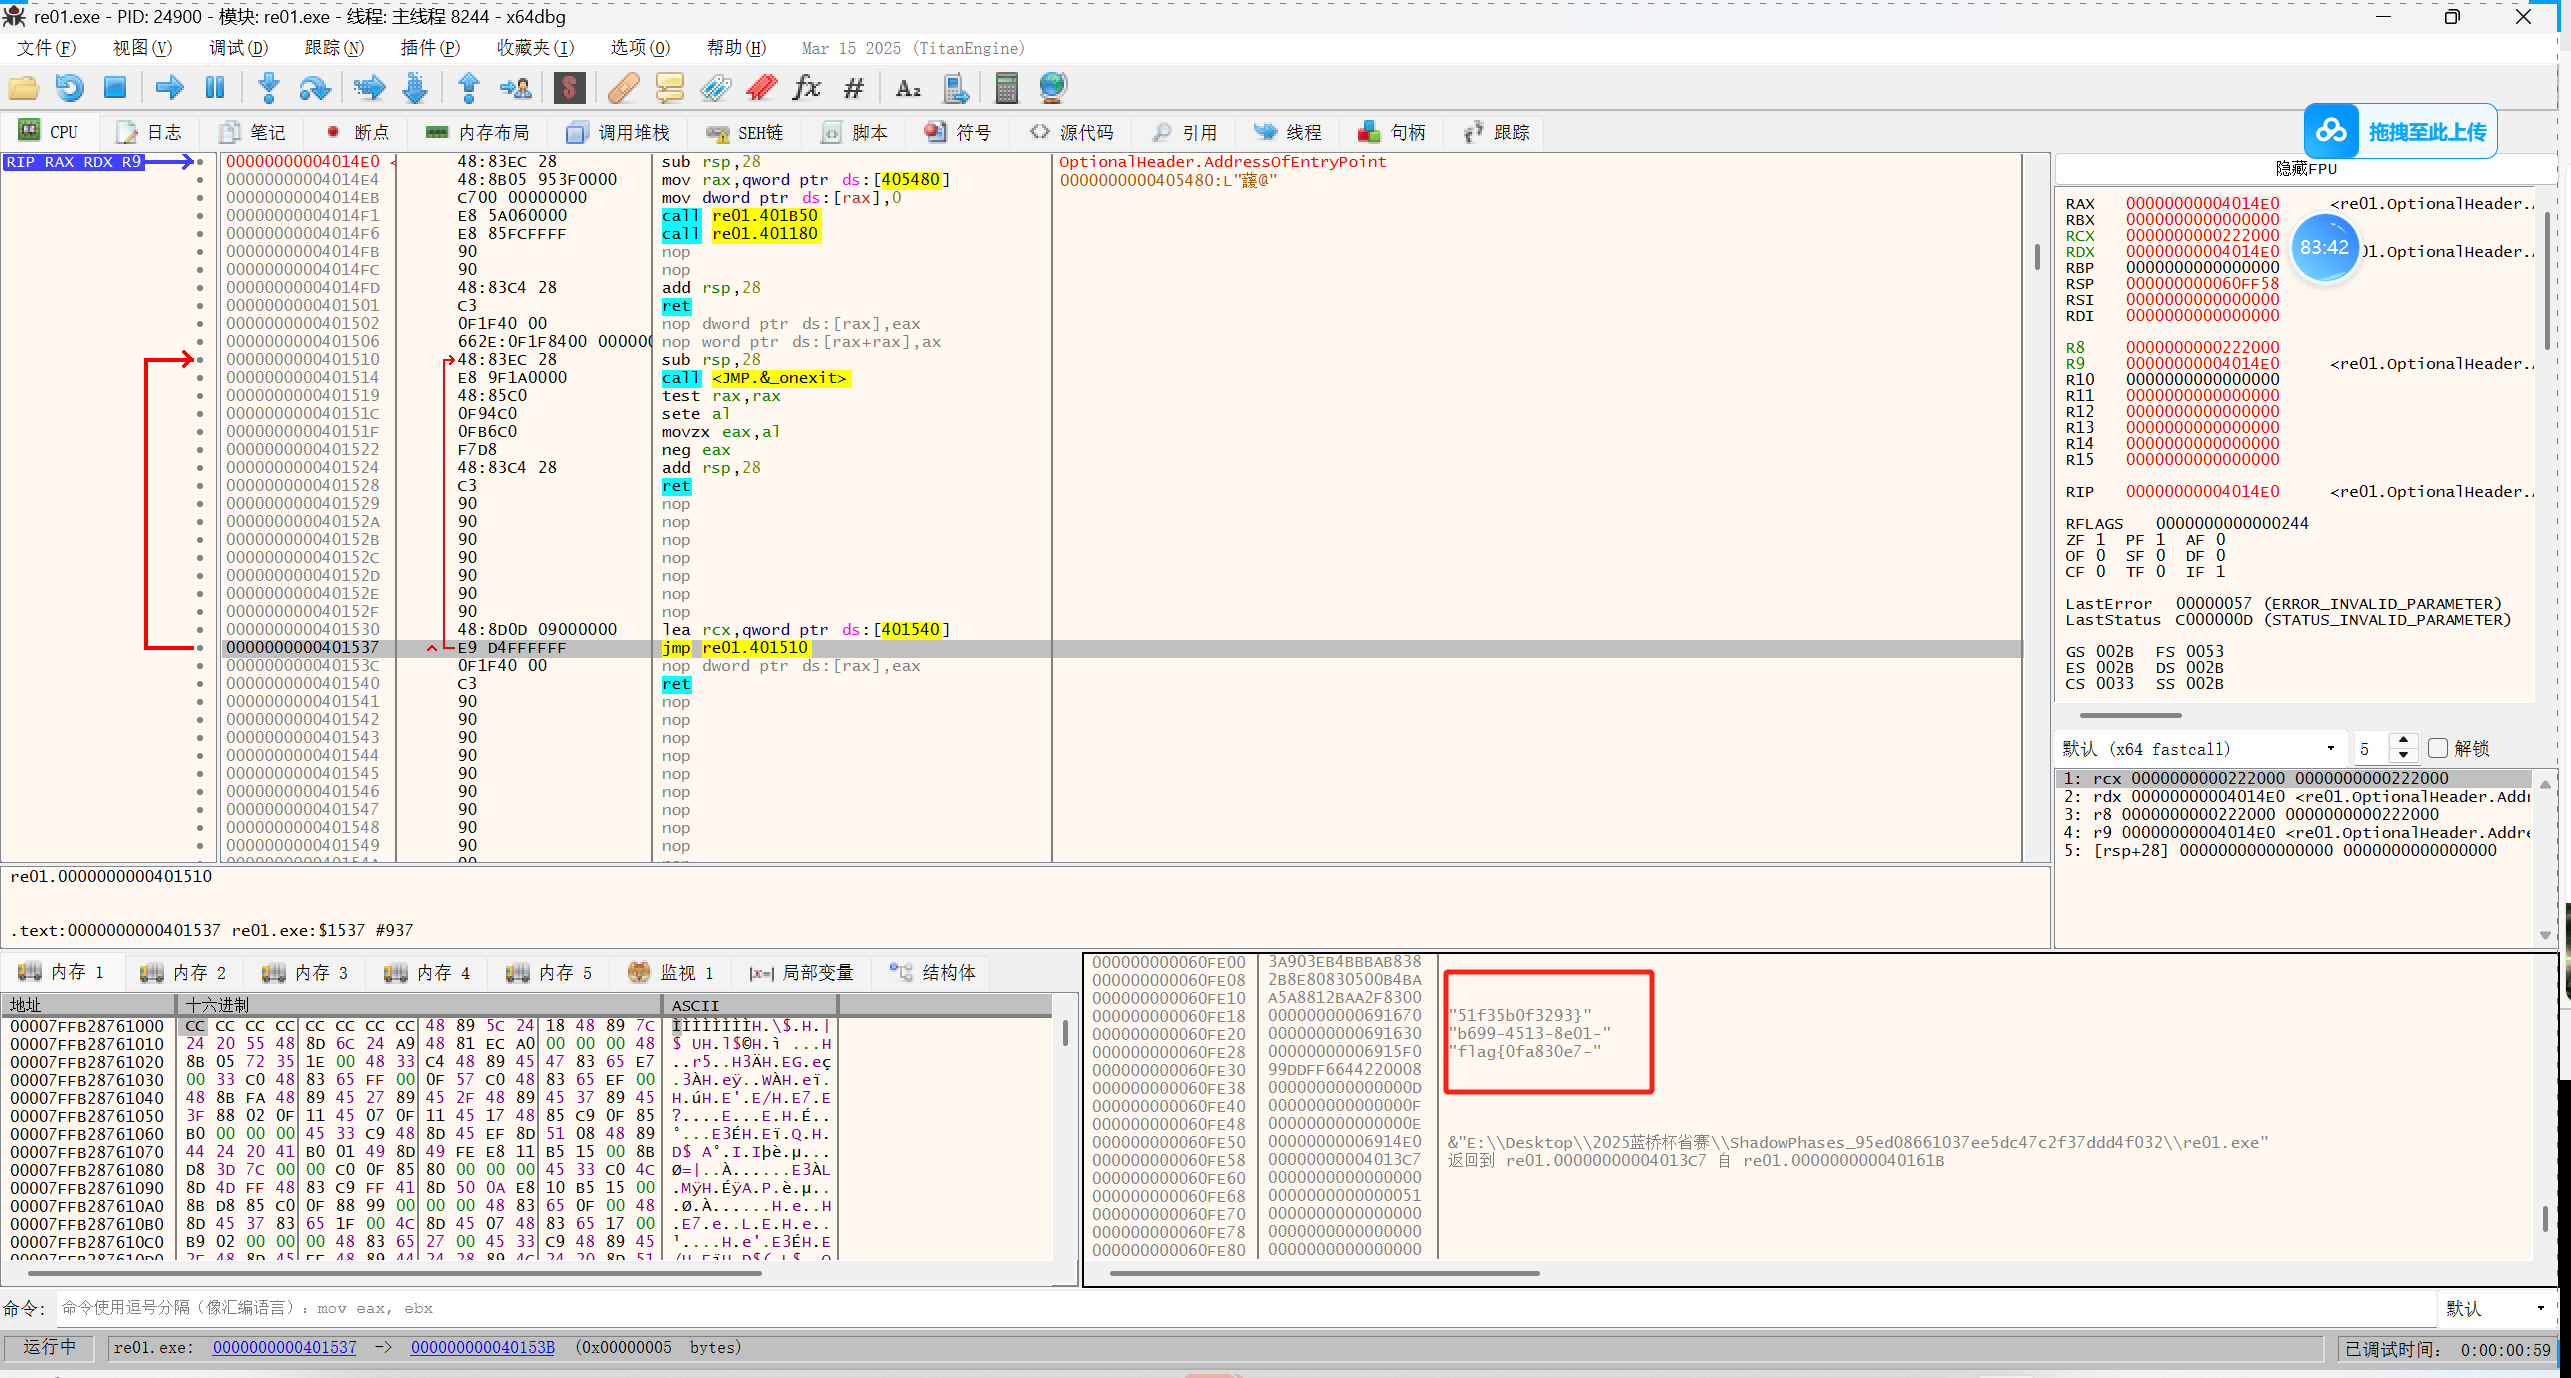 re01.exe - PID: 24900 - 模块: re01.exe - 线程: 主线程 8244 - x64dbg
文件(F) 视图(V) 调试(D) 跟踪(N) 插件(P) 收藏夹(I) 选项(O) 帮助(H) Mar 15 2025 (TitanEngine)
CPU 日志 笔记 断点 内存布局 调用堆栈 SEH链 脚本 符号 源代码 引用 线程 句柄 跟踪
拖拽至此上传
RIP RAX RDX R9
00000000004014E0 48:83EC 28 sub rsp,28 OptionalHeader.AddressOfEntryPoint
00000000004014E4 48:8B05 953F0000 mov rax,qword ptr ds:[405480] 0000000000405480:L"藧@"
00000000004014EB C700 00000000 mov dword ptr ds:[rax],0
00000000004014F1 E8 5A060000 call re01.401B50
00000000004014F6 E8 85FCFFFF call re01.401180
00000000004014FB 90 nop
00000000004014FC 90 nop
00000000004014FD 48:83C4 28 add rsp,28
0000000000401501 C3 ret
0000000000401502 0F1F40 00 nop dword ptr ds:[rax],eax
0000000000401506 662E:0F1F8400 000000 nop word ptr ds:[rax+rax],ax
0000000000401510 48:83EC 28 sub rsp,28
0000000000401514 E8 9F1A0000 call <JMP.&_onexit>
0000000000401519 48:85C0 test rax,rax
000000000040151C 0F94C0 sete al
000000000040151F 0FB6C0 movzx eax,al
0000000000401522 F7D8 neg eax
0000000000401524 48:83C4 28 add rsp,28
0000000000401528 C3 ret
0000000000401529 90 nop
000000000040152A 90 nop
000000000040152B 90 nop
000000000040152C 90 nop
000000000040152D 90 nop
000000000040152E 90 nop
000000000040152F 90 nop
0000000000401530 48:8D0D 09000000 lea rcx,qword ptr ds:[401540]
0000000000401537 E9 D4FFFFFF jmp re01.401510
000000000040153C 0F1F40 00 nop dword ptr ds:[rax],eax
0000000000401540 C3 ret
0000000000401541 90 nop
0000000000401542 90 nop
0000000000401543 90 nop
0000000000401544 90 nop
0000000000401545 90 nop
0000000000401546 90 nop
0000000000401547 90 nop
0000000000401548 90 nop
0000000000401549 90 nop
隐藏FPU
RAX 00000000004014E0 <re01.OptionalHeader.
RBX 0000000000000000
RCX 0000000000222000
83:42
RDX 00000000004014E0 01.OptionalHeader.
RBP 0000000000000000
RSP 000000000060FF58
RSI 0000000000000000
RDI 0000000000000000
R8 0000000000222000
R9 00000000004014E0 <re01.OptionalHeader.
R10 0000000000000000
R11 0000000000000000
R12 0000000000000000
R13 0000000000000000
R14 0000000000000000
R15 0000000000000000
RIP 00000000004014E0 <re01.OptionalHeader.
RFLAGS 0000000000000244
ZF 1 PF 1 AF 0
OF 0 SF 0 DF 0
CF 0 TF 0 IF 1
LastError 00000057 (ERROR_INVALID_PARAMETER)
LastStatus C000000D (STATUS_INVALID_PARAMETER)
GS 002B FS 0053
ES 002B DS 002B
CS 0033 SS 002B
默认 (x64 fastcall) 5 解锁
1: rcx 0000000000222000 0000000000222000
2: rdx 00000000004014E0 <re01.OptionalHeader.Addr
3: r8 0000000000222000 0000000000222000
4: r9 00000000004014E0 <re01.OptionalHeader.Addre
5: [rsp+28] 0000000000000000 0000000000000000
re01.0000000000401510
.text:0000000000401537 re01.exe:$1537 #937
内存 1 内存 2 内存 3 内存 4 内存 5 监视 1 局部变量 结构体
地址 十六进制 ASCII
00007FFB28761000 CC CC CC CC CC CC CC CC 48 89 5C 24 18 48 89 7C ÌÌÌÌÌÌÌÌH.\$.H.|
00007FFB28761010 24 20 55 48 8D 6C 24 A9 48 81 EC A0 00 00 00 48 $ UH.l$©H.ì ...H
00007FFB28761020 8B 05 72 35 1E 00 48 33 C4 48 89 45 47 83 65 E7 ..r5..H3ÄH.EG.eç
00007FFB28761030 00 33 C0 48 83 65 FF 00 0F 57 C0 48 83 65 EF 00 .3ÀH.eÿ..WÀH.eï.
00007FFB28761040 48 8B FA 48 89 45 27 89 45 2F 48 89 45 37 89 45 H.úH.E'.E/H.E7.E
00007FFB28761050 3F 88 02 0F 11 45 07 0F 11 45 17 48 85 C9 0F 85 ?....E...E.H.É..
00007FFB28761060 B0 00 00 00 45 33 C9 48 8D 45 EF 8D 51 08 48 89 °...E3ÉH.Eï.Q.H.
00007FFB28761070 44 24 20 41 B0 01 49 8D 49 FE E8 11 B5 15 00 8B D$ A°.I.Iþè.µ...
00007FFB28761080 D8 3D 7C 00 00 C0 0F 85 80 00 00 00 45 33 C0 4C Ø=|..À......E3ÀL
00007FFB28761090 8D 4D FF 48 83 C9 FF 41 8D 50 0A E8 10 B5 15 00 .MÿH.ÉÿA.P.è.µ..
00007FFB287610A0 8B D8 85 C0 0F 88 99 00 00 00 48 83 65 0F 00 48 .Ø.À......H.e..H
00007FFB287610B0 8D 45 37 83 65 1F 00 4C 8D 45 07 48 83 65 17 00 .E7.e..L.E.H.e..
00007FFB287610C0 B9 02 00 00 00 48 83 65 27 00 45 33 C9 48 89 45 ¹....H.e'.E3ÉH.E
000000000060FE00 3A903EB4BBBAB838
000000000060FE08 2B8E80830500B4BA
000000000060FE10 A5A8812BAA2F8300
000000000060FE18 0000000000691670 "51f35b0f3293}"
000000000060FE20 0000000000691630 "b699-4513-8e01-"
000000000060FE28 00000000006915F0 "flag{0fa830e7-"
000000000060FE30 99DDFF6644220008
000000000060FE38 000000000000000D
000000000060FE40 000000000000000F
000000000060FE48 000000000000000E
000000000060FE50 00000000006914E0 &"E:\\Desktop\\2025蓝桥杯省赛\\ShadowPhases_95ed08661037ee5dc47c2f37ddd4f032\\re01.exe"
000000000060FE58 00000000004013C7 返回到 re01.00000000004013C7 自 re01.000000000040161B
000000000060FE60 0000000000000000
000000000060FE68 0000000000000051
000000000060FE70 0000000000000000
000000000060FE78 0000000000000000
000000000060FE80 0000000000000000
命令: 命令使用逗号分隔（像汇编语言）：mov eax, ebx 默认
运行中 re01.exe: 0000000000401537 -> 000000000040153B (0x00000005 bytes) 已调试时间: 0:00:00:59